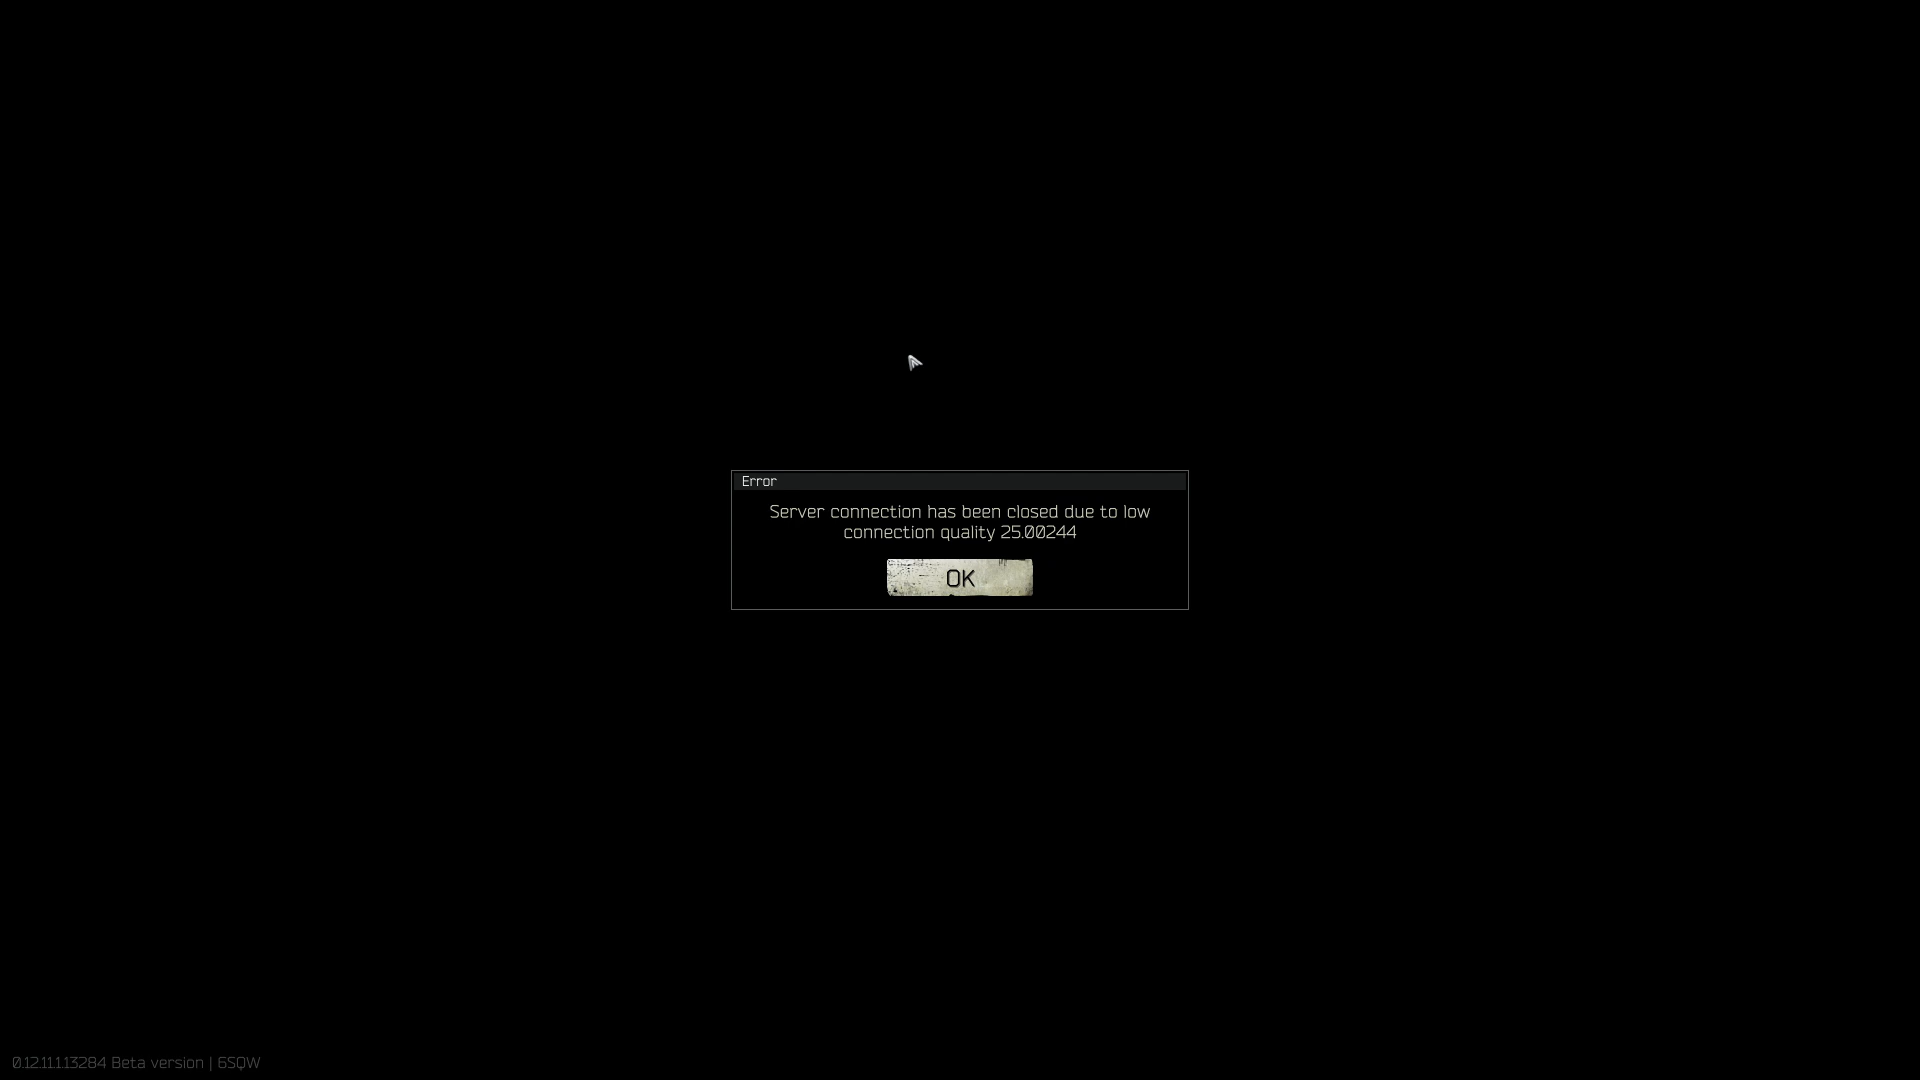 Error
Server connection has been closed due to low
connection quality 25.00244
OK
0.12.11.1.13284 Beta version | 6SQW